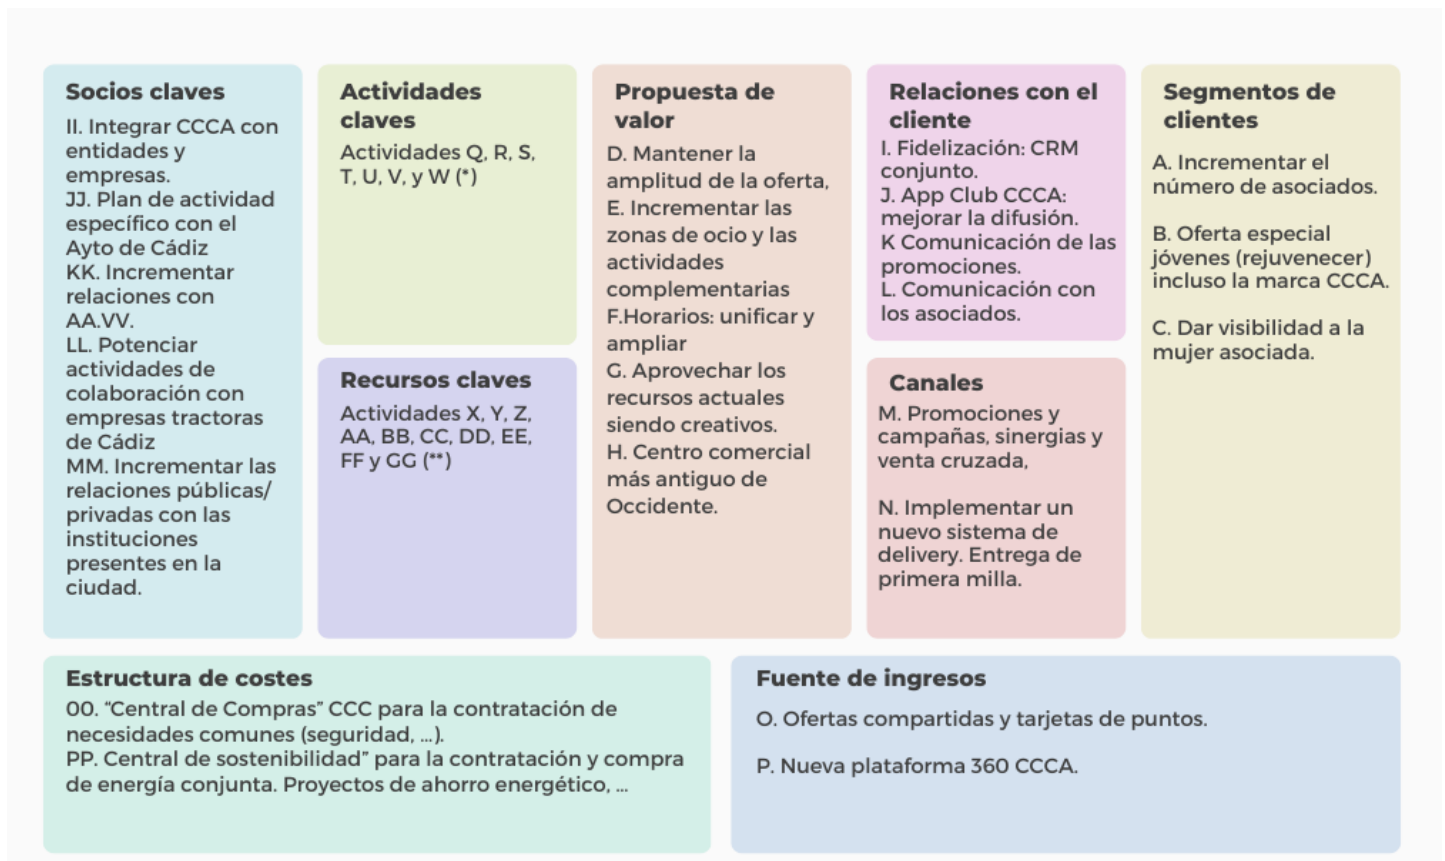 Socios claves
II. Integrar CCCA con
entidades y
empresas.
JJ. Plan de actividad
específico con el
Ayto de Cádiz
KK. Incrementar
relaciones con
AA.VV.
LL. Potenciar
actividades de
colaboración con
empresas tractoras
de Cádiz
MM. Incrementar las
relaciones públicas/
privadas con las
instituciones
presentes en la
ciudad.
Actividades
claves
Actividades Q, R, S,
T, U, V, y W (*)
Recursos claves
Actividades X, Y, Z,
AA, BB, CC, DD, EE,
FF y GG (**)
Propuesta de
valor
D. Mantener la
amplitud de la oferta,
E. Incrementar las
zonas de ocio y las
actividades
complementarias
F.Horarios: unificar y
ampliar
G. Aprovechar los
recursos actuales
siendo creativos.
H. Centro comercial
más antiguo de
Occidente.
Relaciones con el
cliente
I. Fidelización: CRM
conjunto.
J. App Club CCCA:
mejorar la difusión.
K Comunicación de las
promociones.
L. Comunicación con
los asociados.
Canales
M. Promociones y
campañas, sinergias y
venta cruzada,
N. Implementar un
nuevo sistema de
delivery. Entrega de
primera milla.
Segmentos de
clientes
A. Incrementar el
número de asociados.
B. Oferta especial
jóvenes (rejuvenecer)
incluso la marca CCCA.
C. Dar visibilidad a la
mujer asociada.
Estructura de costes
00. “Central de Compras” CCC para la contratación de
necesidades comunes (seguridad, ...).
PP. Central de sostenibilidad” para la contratación y compra
de energía conjunta. Proyectos de ahorro energético, ...
Fuente de ingresos
O. Ofertas compartidas y tarjetas de puntos.
P. Nueva plataforma 360 CCCA.